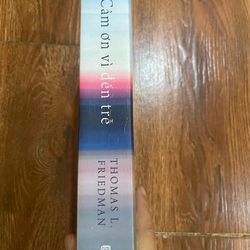 Cảm ơn vì đến trễ
THOMAS L.
FRIEDMAN